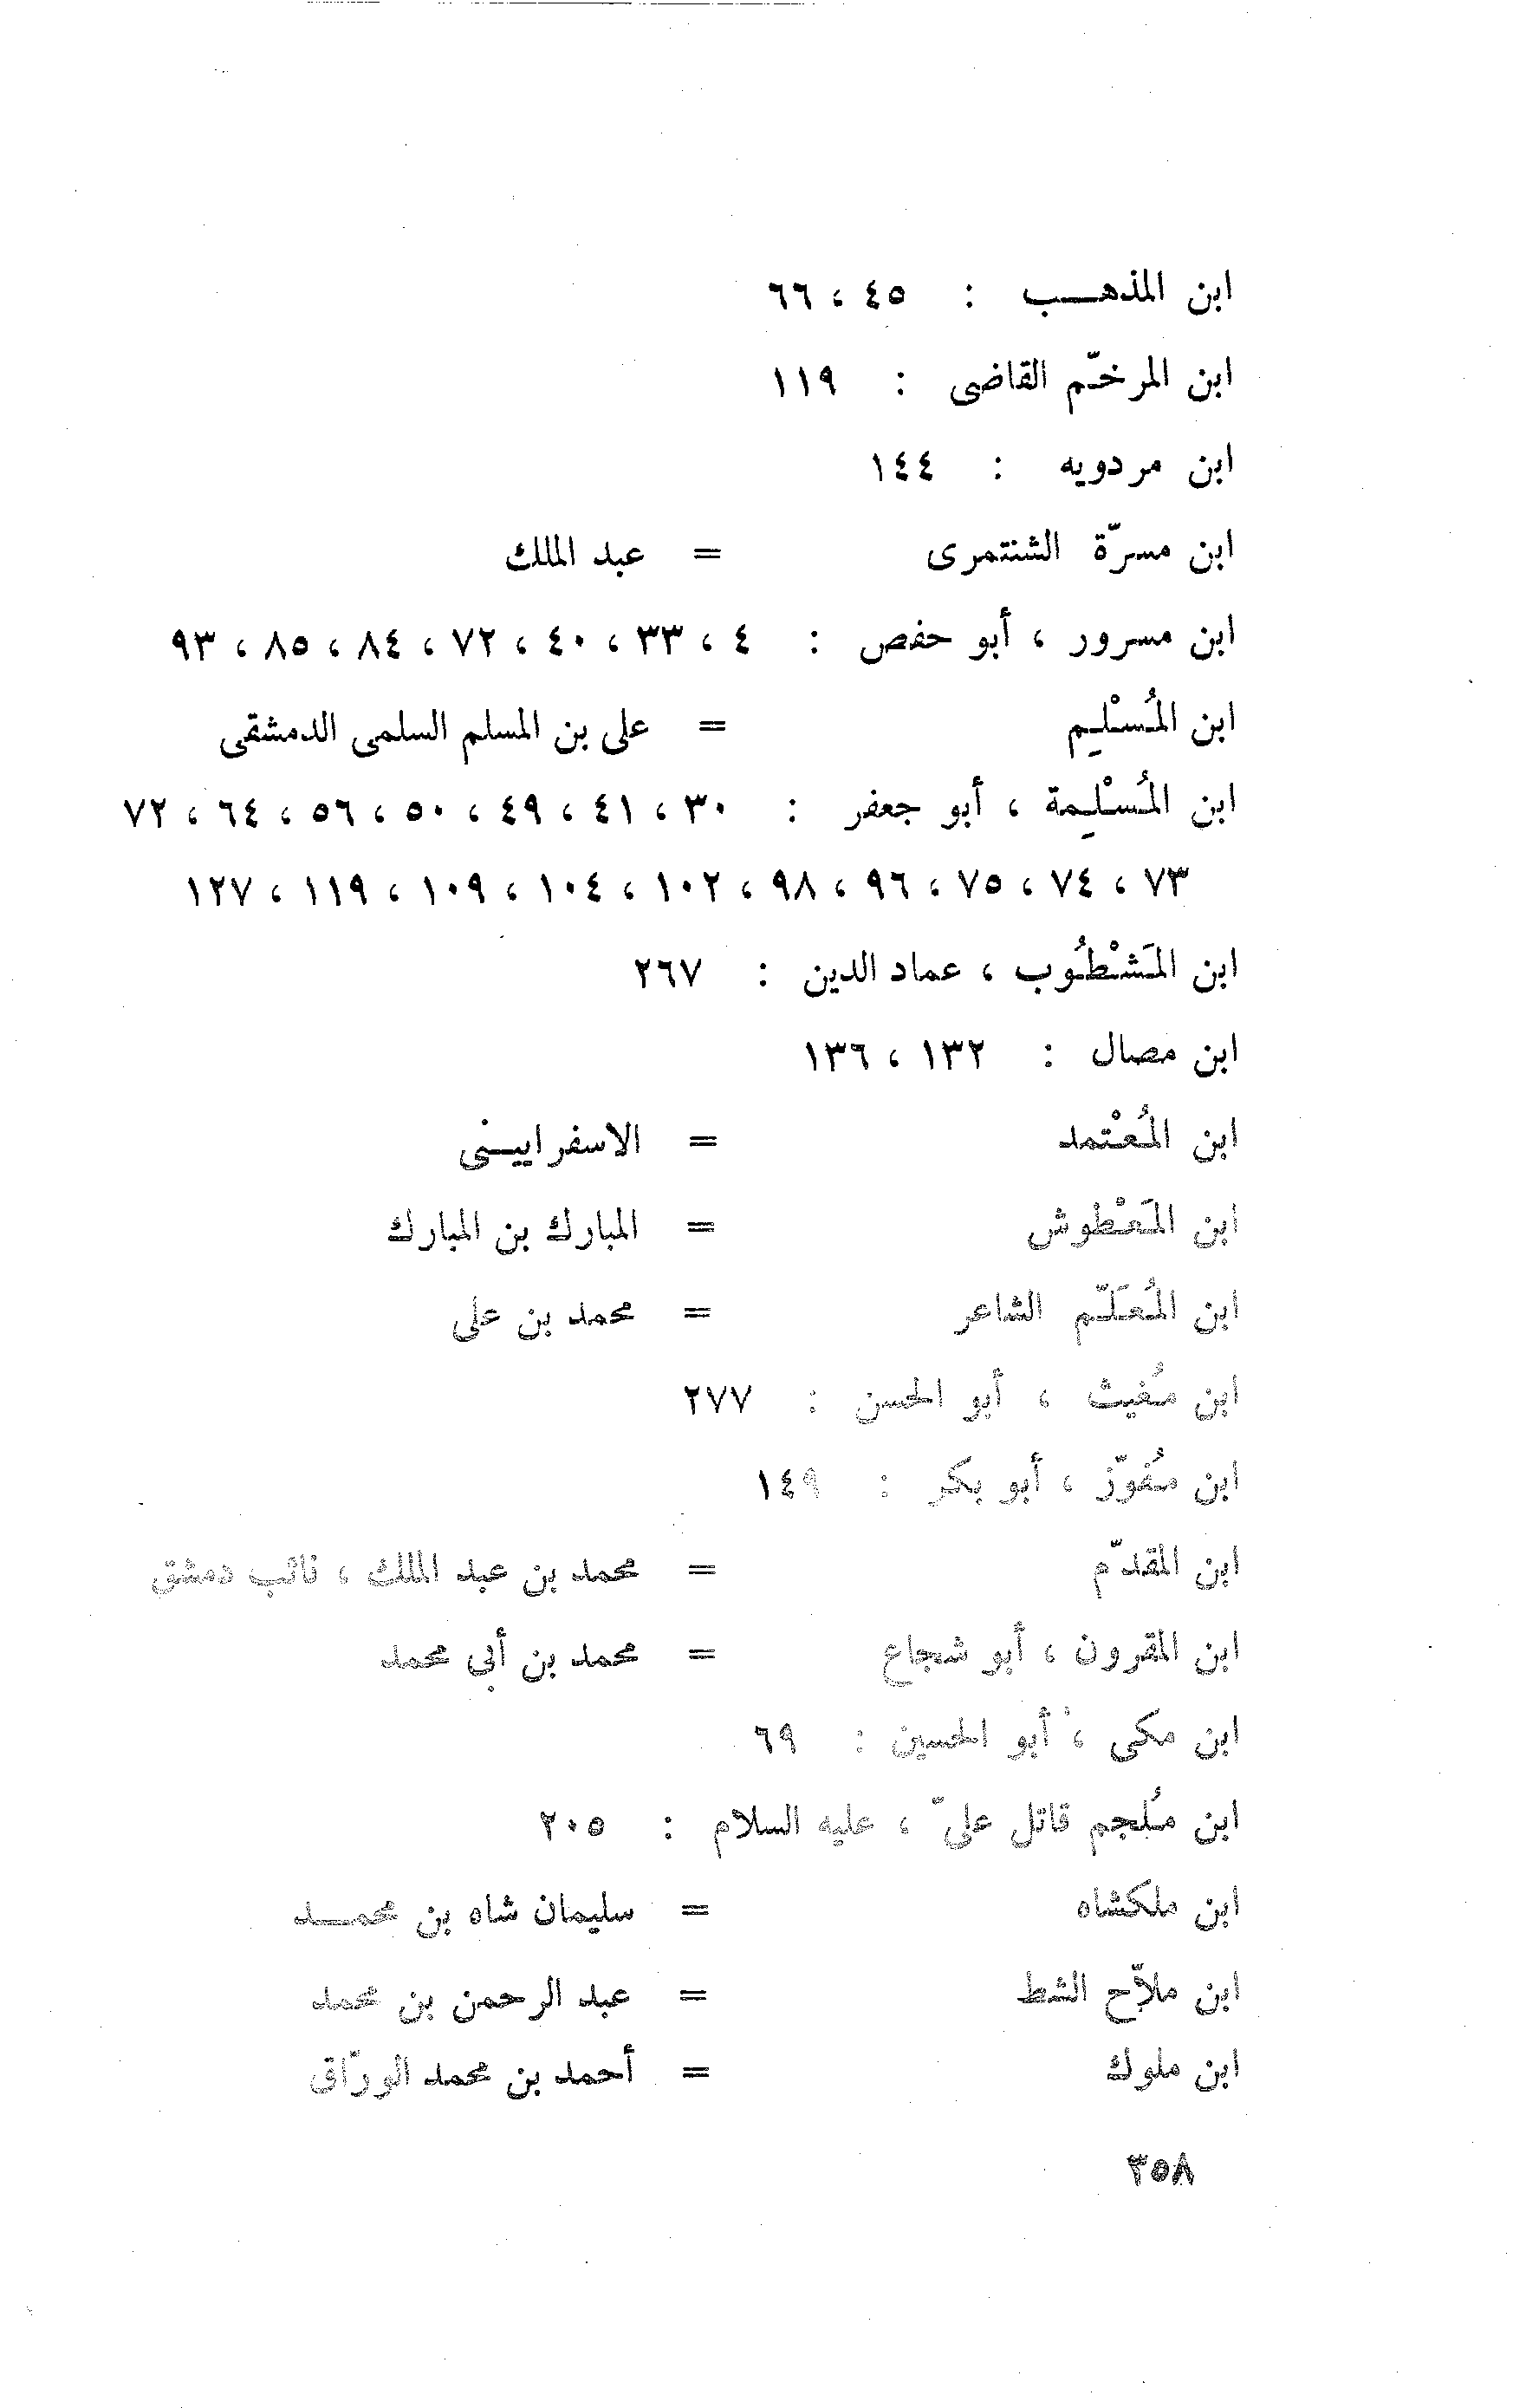 ابن المذهـــب : ٤٥ ، ٦٦
ابن المرخّم القاضى : ١١٩
ابن مردويه : ١٤٤
ابن مسرّة الشنتمرى = عبد الملك
ابن مسرور ، أبو حفص : ٤ ، ٣٣ ، ٤٠ ، ٧٢ ، ٨٤ ، ٨٥ ، ٩٣
ابن المُسْلِيم = على بن المسلم السلمى الدمشقى
ابن المُسْلِيمة ، أبو جعفر : ٣٠ ، ٤١ ، ٤٩ ، ٥٠ ، ٥٦ ، ٦٤ ، ٧٢
٧٣ ، ٧٤ ، ٧٥ ، ٩٦ ، ٩٨ ، ١٠٢ ، ١٠٤ ، ١٠٩ ، ١١٩ ، ١٢٧
ابن المَشْطُوب ، عماد الدين : ٢٦٧
ابن مصال : ١٣٢ ، ١٣٦
ابن المُعْتمد = الاسفراييـنى
ابن المَعْطوش = المبارك بن المبارك
ابن المُعَلّم الشاعر = محمد بن على
ابن مُغيث ، أبو الحسن : ٢٧٧
ابن مُفوّز ، أبو بكر : ١٤٩
ابن المقدّم = محمد بن عبد الملك ، نائب دمشق
ابن المقرون ، أبو شجاع = محمد بن أبى محمد
ابن مكى ، أبو الحسين : ٦٩
ابن مُلجم قاتل علىّ ، عليه السلام : ٢٠٥
ابن ملكشاه = سليمان شاه بن محمـــد
ابن ملاّح الشط = عبد الرحمن بن محمد
ابن ملوك = أحمد بن محمد الورّاق
٣٥٨